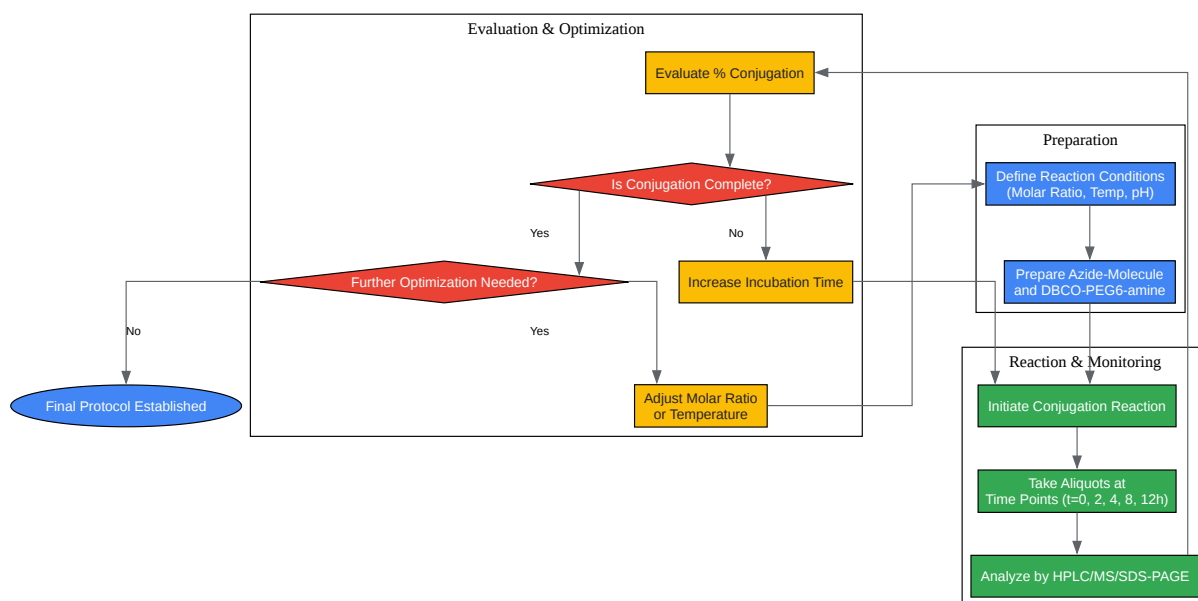 Evaluation & Optimization
Evaluate % Conjugation
Is Conjugation Complete?
Yes
No
Further Optimization Needed?
Increase Incubation Time
No
Yes
Final Protocol Established
Adjust Molar Ratio
or Temperature
Preparation
Define Reaction Conditions
(Molar Ratio, Temp, pH)
Prepare Azide-Molecule
and DBCO-PEG6-amine
Reaction & Monitoring
Initiate Conjugation Reaction
Take Aliquots at
Time Points (t=0, 2, 4, 8, 12h)
Analyze by HPLC/MS/SDS-PAGE